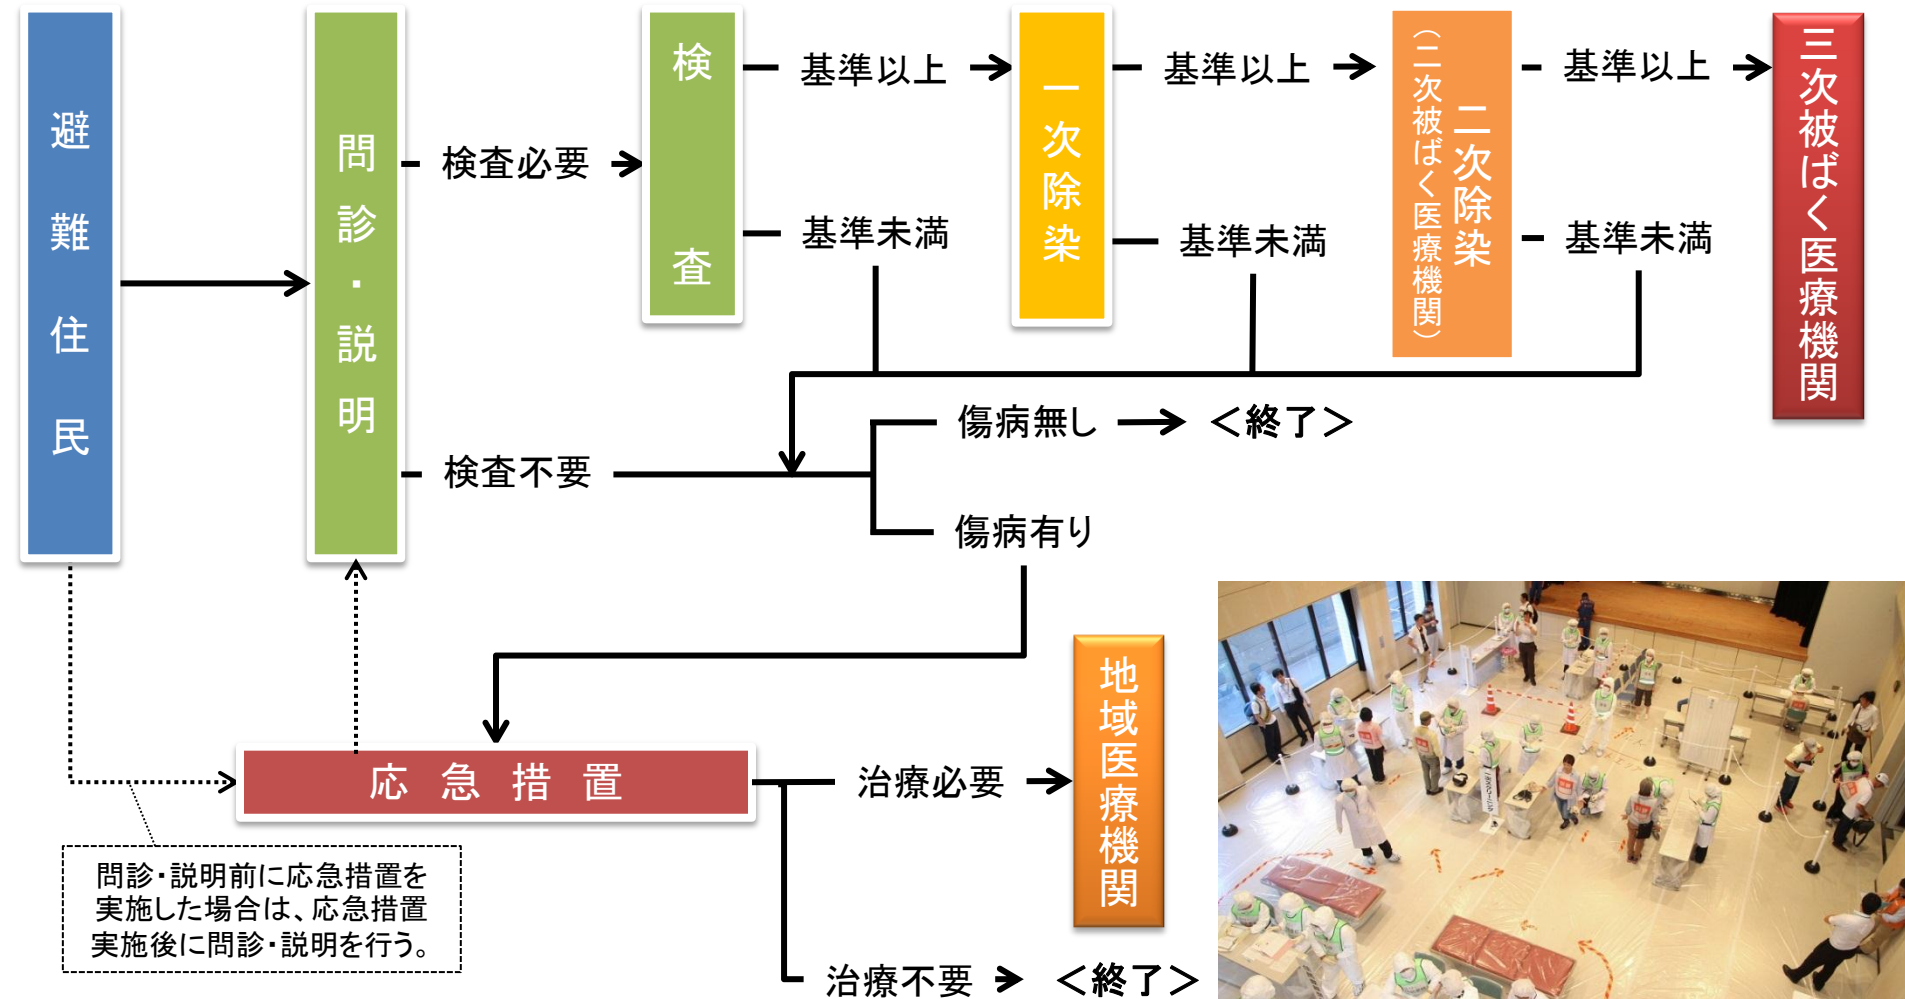 避難住民
問診・説明
検査必要
検査不要
検査
基準以上
基準未満
一次除染
基準以上
基準未満
二次除染
(二次被ばく医療機関)
基準以上
基準未満
三次被ばく医療機関
傷病無し
<終了>
傷病有り
応急措置
治療必要
地域医療機関
治療不要
<終了>
問診・説明前に応急措置を
実施した場合は、応急措置
実施後に問診・説明を行う。